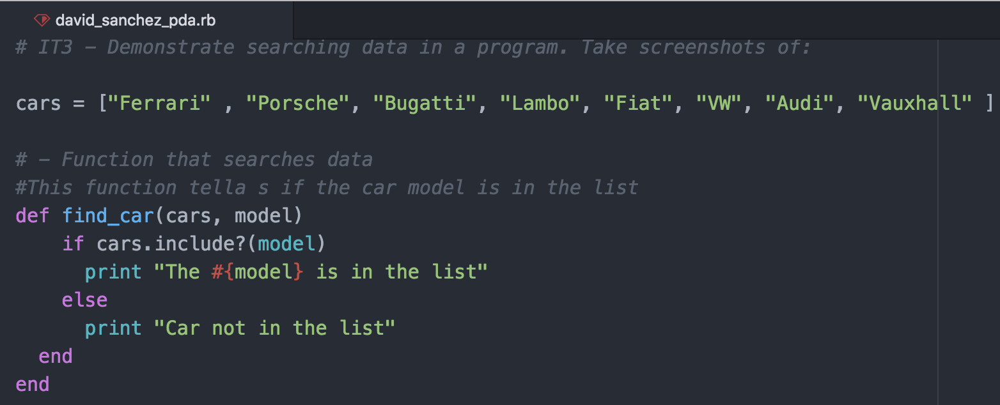 david_sanchez_pda.rb
# IT3 – Demonstrate searching data in a program. Take screenshots of:
cars = ["Ferrari" , "Porsche", "Bugatti", "Lambo", "Fiat", "VW", "Audi", "Vauxhall" ]
# – Function that searches data
#This function tella s if the car model is in the list
def find_car(cars, model)
    if cars.include?(model)
      print "The #{model} is in the list"
    else
      print "Car not in the list"
  end
end